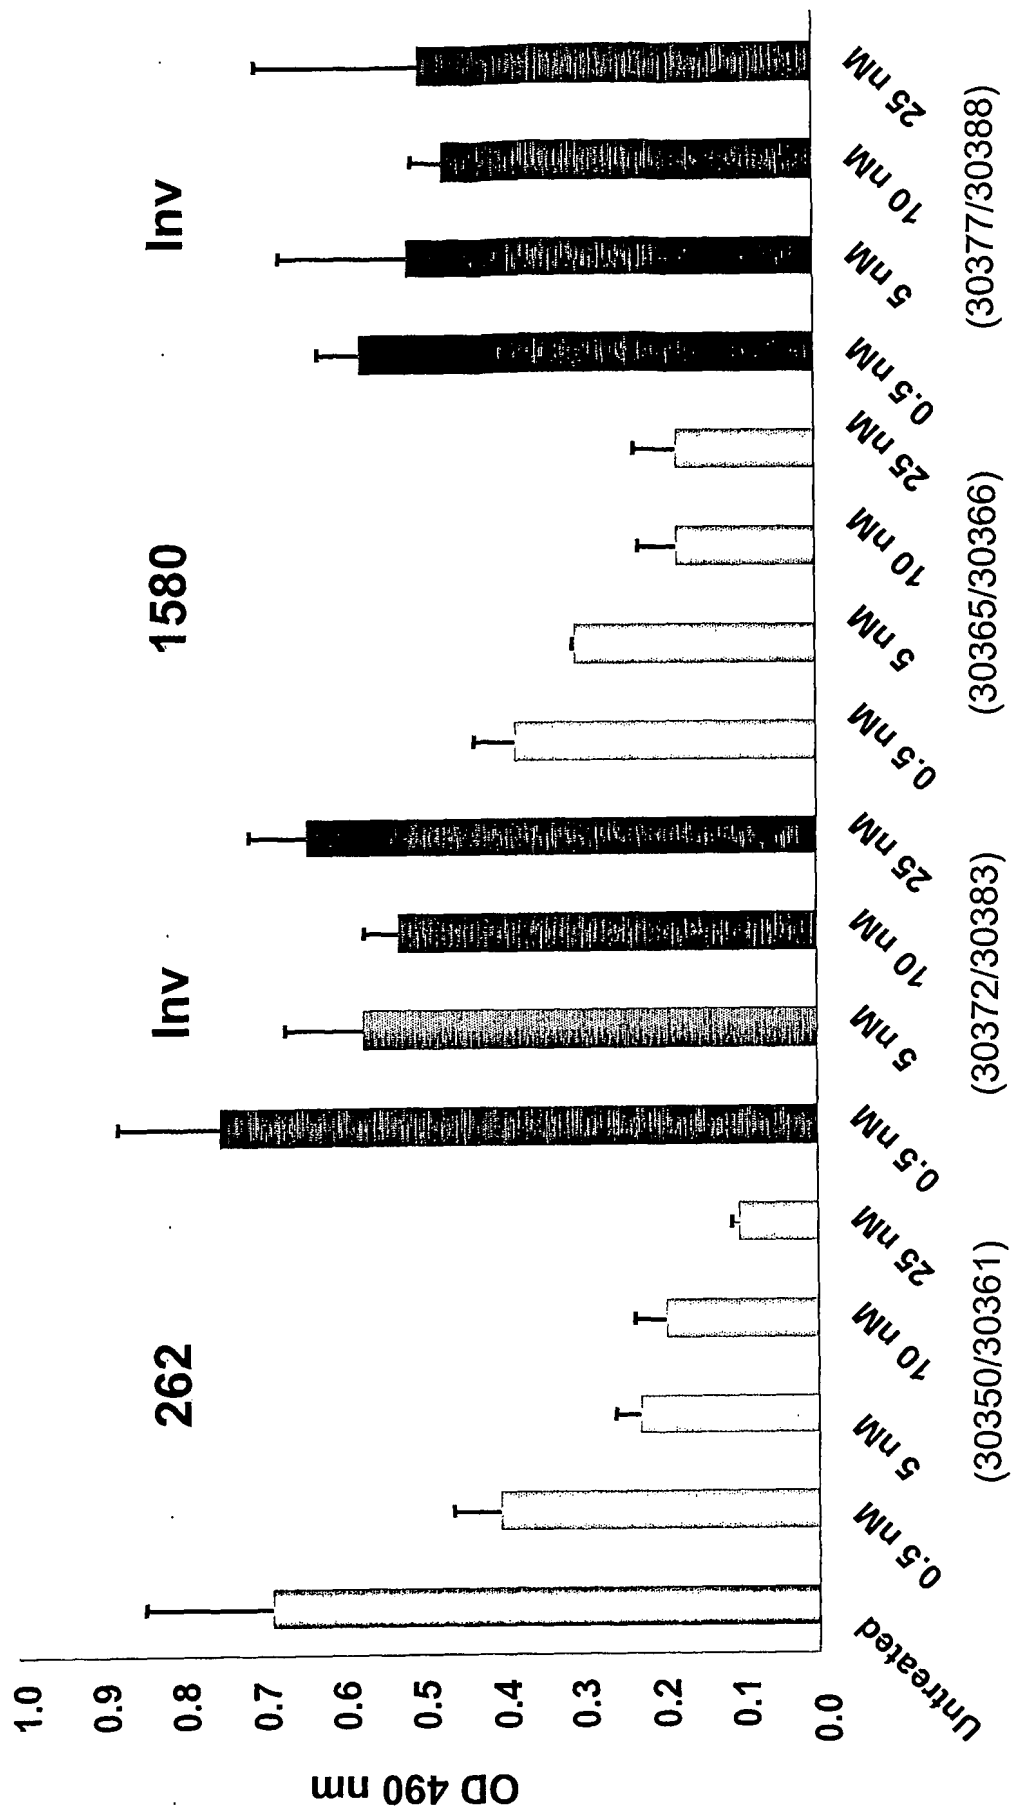 262
Inv
1580
Inv
OD 490 nm
1.0
0.9
0.8
0.7
0.6
0.5
0.4
0.3
0.2
0.1
0.0
Untreated
0.5 nM
5 nM
10 nM
25 nM
0.5 nM
5 nM
10 nM
25 nM
0.5 nM
5 nM
10 nM
25 nM
0.5 nM
5 nM
10 nM
25 nM
(30350/30361)
(30372/30383)
(30365/30366)
(30377/30388)